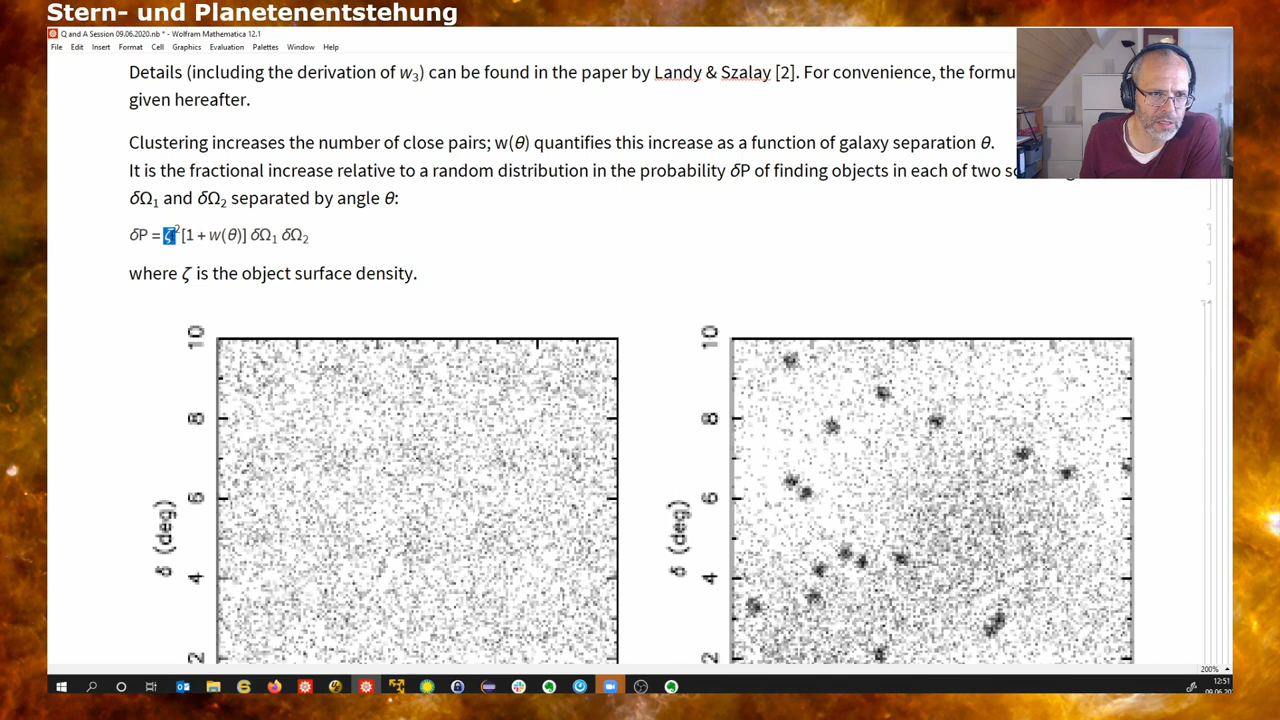 Stern- und Planetenentstehung
Q and A Session 09.06.2020.nb * - Wolfram Mathematica 12.1
File Edit Insert Format Cell Graphics Evaluation Palettes Window Help
Details (including the derivation of w₃) can be found in the paper by Landy & Szalay [2]. For convenience, the formu
given hereafter.
Clustering increases the number of close pairs; w(θ) quantifies this increase as a function of galaxy separation θ.
It is the fractional increase relative to a random distribution in the probability δP of finding objects in each of two so
δΩ₁ and δΩ₂ separated by angle θ:
δP = ζ² [1 + w(θ)] δΩ₁ δΩ₂
where ζ is the object surface density.
10
8
6
4
2
δ (deg)
10
8
6
4
2
δ (deg)
200%
12:51
09.06.20